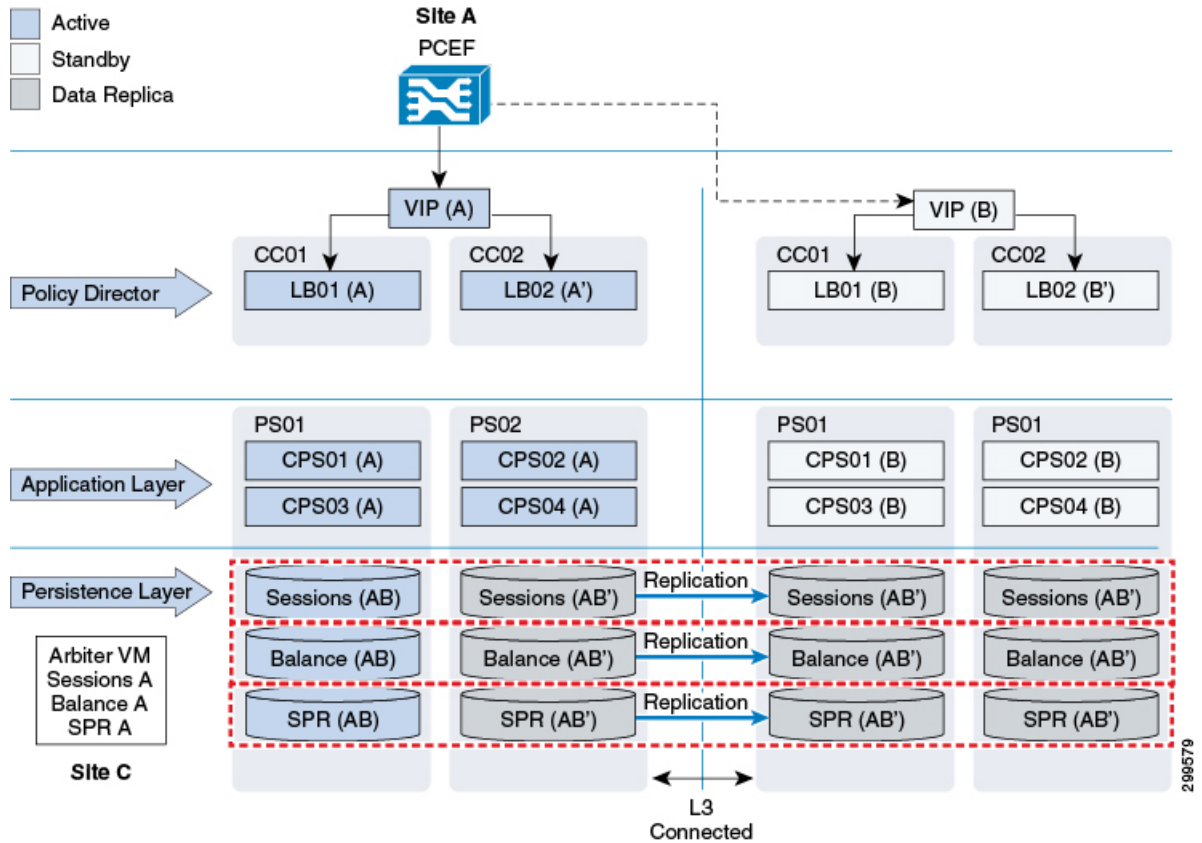 Active
Standby
Data Replica
Site A
PCEF
VIP (A)
VIP (B)
Policy Director
CC01
LB01 (A)
CC02
LB02 (A’)
CC01
LB01 (B)
CC02
LB02 (B’)
Application Layer
PS01
CPS01 (A)
CPS03 (A)
PS02
CPS02 (A)
CPS04 (A)
PS01
CPS01 (B)
CPS03 (B)
PS01
CPS02 (B)
CPS04 (B)
Persistence Layer
Sessions (AB)
Sessions (AB’)
Replication
Sessions (AB’)
Sessions (AB’)
Balance (AB)
Balance (AB’)
Replication
Balance (AB’)
Balance (AB’)
SPR (AB)
SPR (AB’)
Replication
SPR (AB’)
SPR (AB’)
Arbiter VM
Sessions A
Balance A
SPR A
Site C
L3
Connected
299579